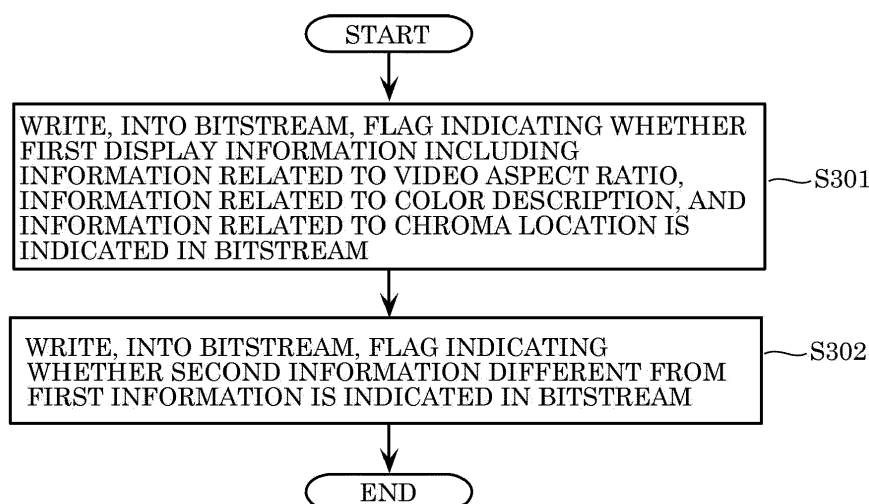 START
WRITE, INTO BITSTREAM, FLAG INDICATING WHETHER
FIRST DISPLAY INFORMATION INCLUDING
INFORMATION RELATED TO VIDEO ASPECT RATIO,
INFORMATION RELATED TO COLOR DESCRIPTION, AND
INFORMATION RELATED TO CHROMA LOCATION IS
INDICATED IN BITSTREAM
S301
WRITE, INTO BITSTREAM, FLAG INDICATING
WHETHER SECOND INFORMATION DIFFERENT FROM
FIRST INFORMATION IS INDICATED IN BITSTREAM
S302
END